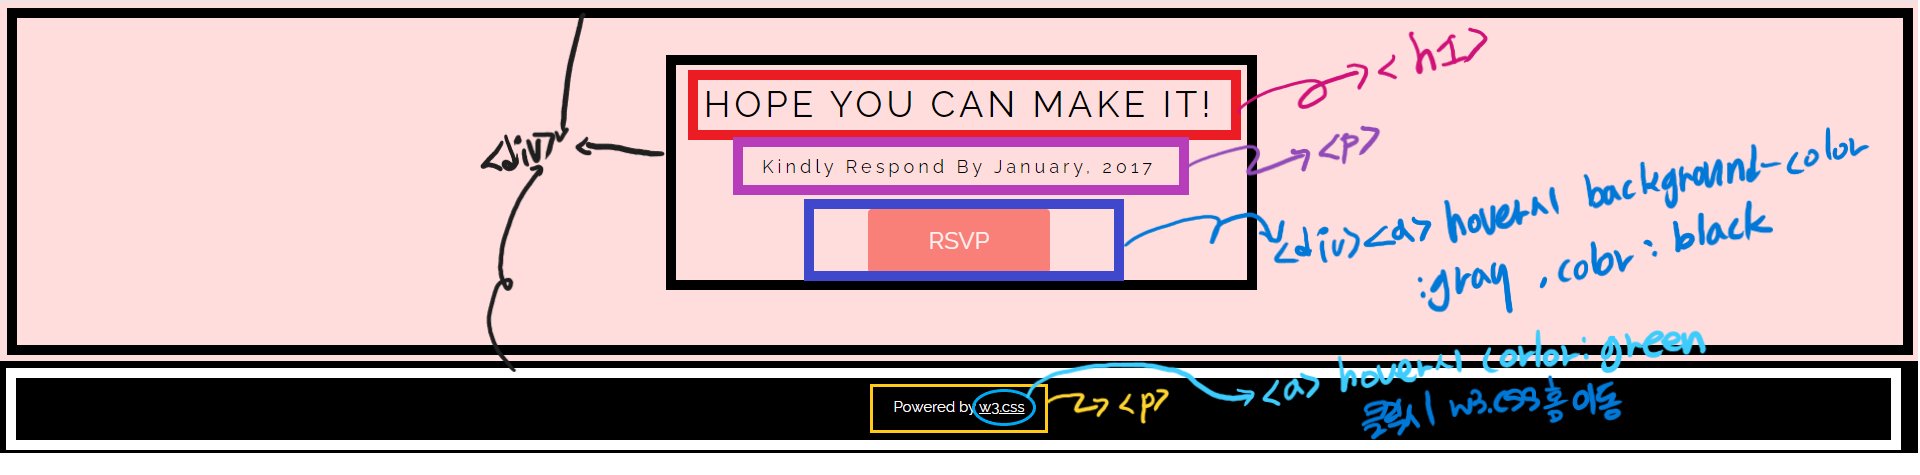 <h1>
HOPE YOU CAN MAKE IT!
<div>
<p>
Kindly Respond By January, 2017
<div><a> hover시 background-color
:gray , color : black
RSVP
<a> hover시 corlor: green
Powered by w3.css
<p>
클릭시 w3.css홈 이동